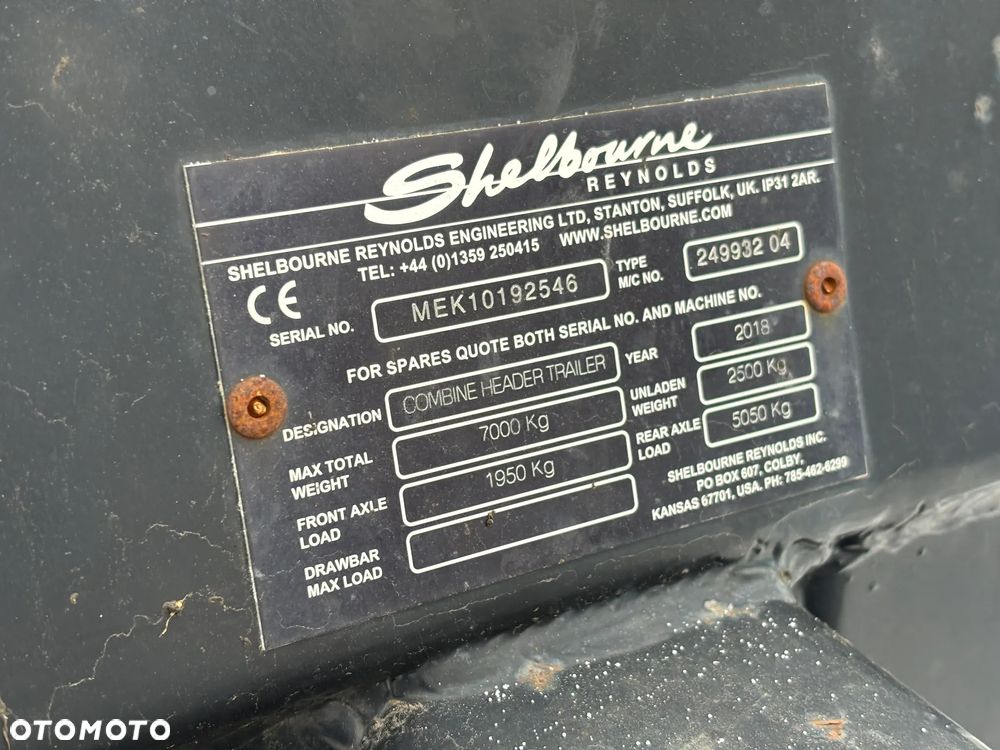 Shelbourne
REYNOLDS
SHELBOURNE REYNOLDS ENGINEERING LTD, STANTON, SUFFOLK, UK. IP31 2AR.
TEL: +44 (0)1359 250415 WWW.SHELBOURNE.COM
CE
SERIAL NO. MEK10192546 TYPE M/C NO. 249932 04
FOR SPARES QUOTE BOTH SERIAL NO. AND MACHINE NO.
DESIGNATION COMBINE HEADER TRAILER YEAR 2018
MAX TOTAL WEIGHT 7000 Kg UNLADEN WEIGHT 2500 Kg
FRONT AXLE LOAD 1950 Kg REAR AXLE LOAD 5050 Kg
DRAWBAR MAX LOAD
SHELBOURNE REYNOLDS INC.
PO BOX 607, COLBY,
KANSAS 67701, USA. PH: 785-462-6299
OTOMOTO